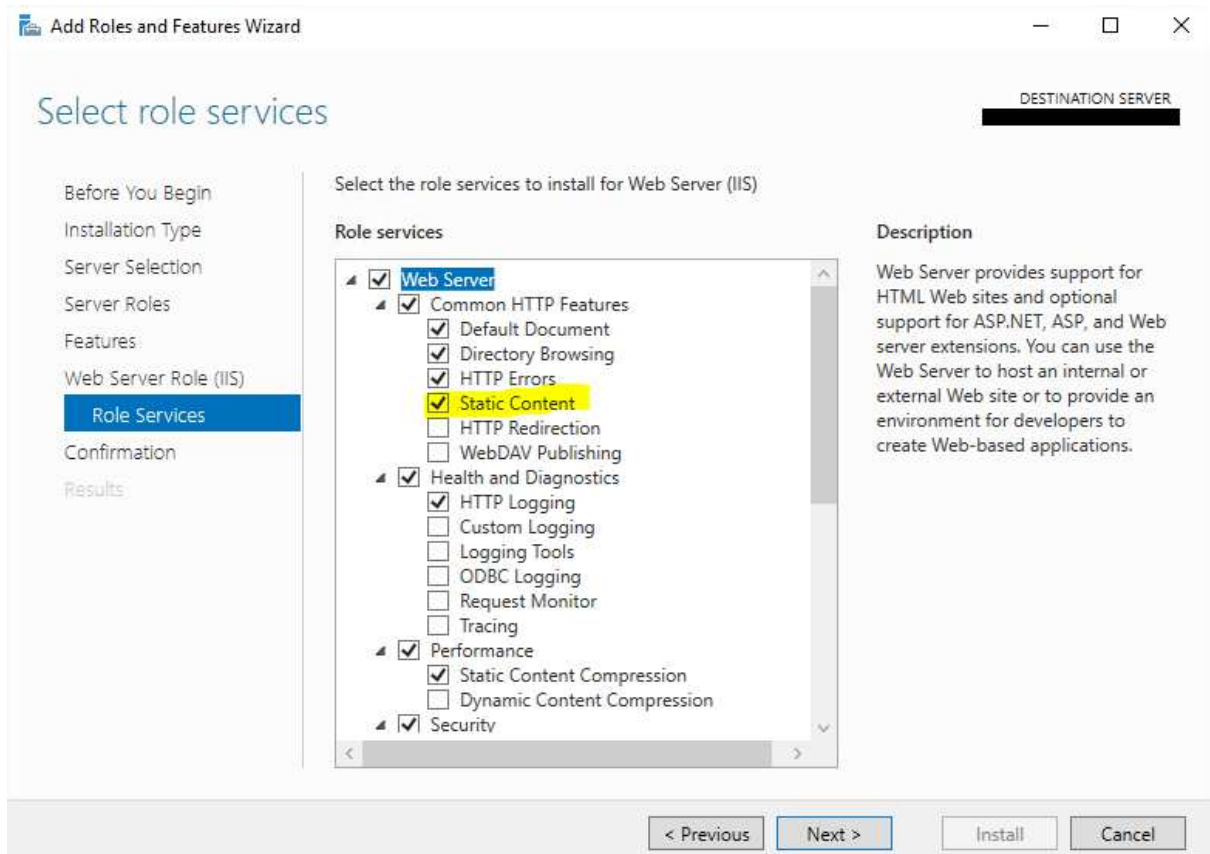 Add Roles and Features Wizard
Select role services
DESTINATION SERVER
Before You Begin
Installation Type
Server Selection
Server Roles
Features
Web Server Role (IIS)
Role Services
Confirmation
Results
Select the role services to install for Web Server (IIS)
Role services
Web Server
Common HTTP Features
Default Document
Directory Browsing
HTTP Errors
Static Content
HTTP Redirection
WebDAV Publishing
Health and Diagnostics
HTTP Logging
Custom Logging
Logging Tools
ODBC Logging
Request Monitor
Tracing
Performance
Static Content Compression
Dynamic Content Compression
Security
Description
Web Server provides support for
HTML Web sites and optional
support for ASP.NET, ASP, and Web
server extensions. You can use the
Web Server to host an internal or
external Web site or to provide an
environment for developers to
create Web-based applications.
< Previous
Next >
Install
Cancel